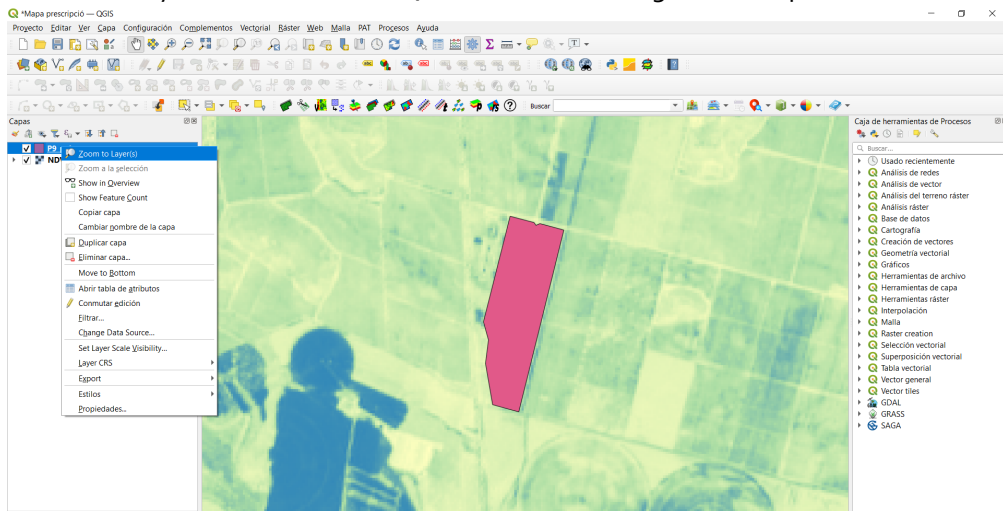 *Mapa prescripció — QGIS
Proyecto Editar Ver Capa Configuración Complementos Vectorial Ráster Web Malla PAT Procesos Ayuda
Buscar
Capas
P9
NDV
Zoom to Layer(s)
Zoom a la selección
Show in Overview
Show Feature Count
Copiar capa
Cambiar nombre de la capa
Duplicar capa
Eliminar capa...
Move to Bottom
Abrir tabla de atributos
Conmutar edición
Filtrar...
Change Data Source...
Set Layer Scale Visibility...
Layer CRS
Export
Estilos
Propiedades...
Caja de herramientas de Procesos
Buscar...
Usado recientemente
Análisis de redes
Análisis de vector
Análisis del terreno ráster
Análisis ráster
Base de datos
Cartografía
Creación de vectores
Geometría vectorial
Gráficos
Herramientas de archivo
Herramientas de capa
Herramientas ráster
Interpolación
Malla
Raster creation
Selección vectorial
Superposición vectorial
Tabla vectorial
Vector general
Vector tiles
GDAL
GRASS
SAGA